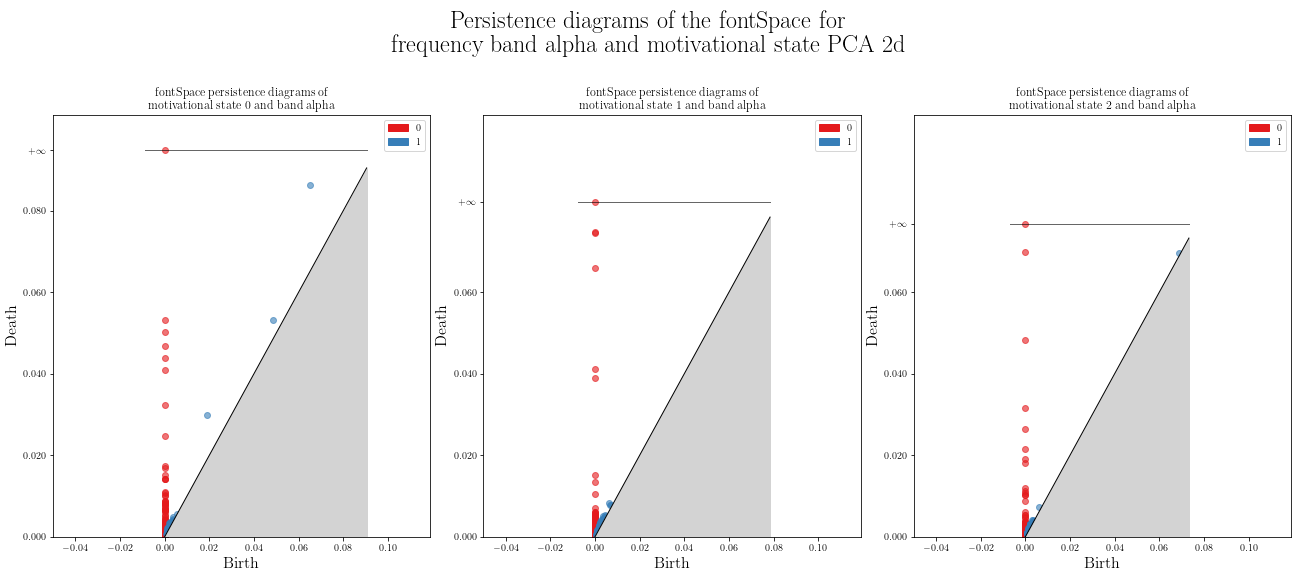 Persistence diagrams of the fontSpace for
frequency band alpha and motivational state PCA 2d
fontSpace persistence diagrams of
motivational state 0 and band alpha
0
1
+∞
0.080
0.060
0.040
0.020
0.000
Death
−0.04 −0.02 0.00 0.02 0.04 0.06 0.08 0.10
Birth
fontSpace persistence diagrams of
motivational state 1 and band alpha
0
1
+∞
0.060
0.040
0.020
0.000
Death
−0.04 −0.02 0.00 0.02 0.04 0.06 0.08 0.10
Birth
fontSpace persistence diagrams of
motivational state 2 and band alpha
0
1
+∞
0.060
0.040
0.020
0.000
Death
−0.04 −0.02 0.00 0.02 0.04 0.06 0.08 0.10
Birth